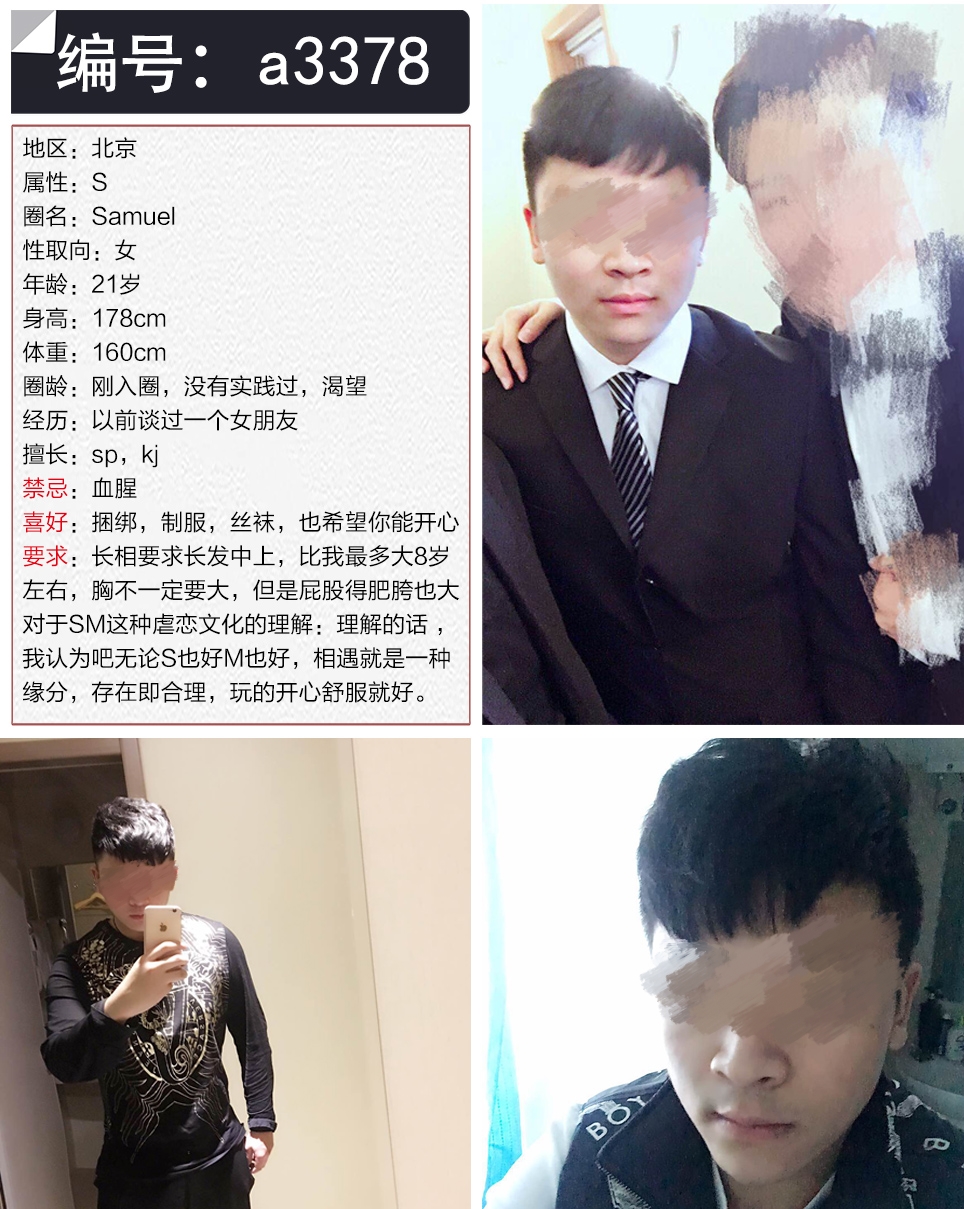 编号：a3378
地区：北京
属性：S
圈名：Samuel
性取向：女
年龄：21岁
身高：178cm
体重：160cm
圈龄：刚入圈，没有实践过，渴望
经历：以前谈过一个女朋友
擅长：sp，kj
禁忌：血腥
喜好：捆绑，制服，丝袜，也希望你能开心
要求：长相要求长发中上，比我最多大8岁
左右，胸不一定要大，但是屁股得肥胯也大
对于SM这种虐恋文化的理解：理解的话，
我认为吧无论S也好M也好，相遇就是一种
缘分，存在即合理，玩的开心舒服就好。
BOY
B